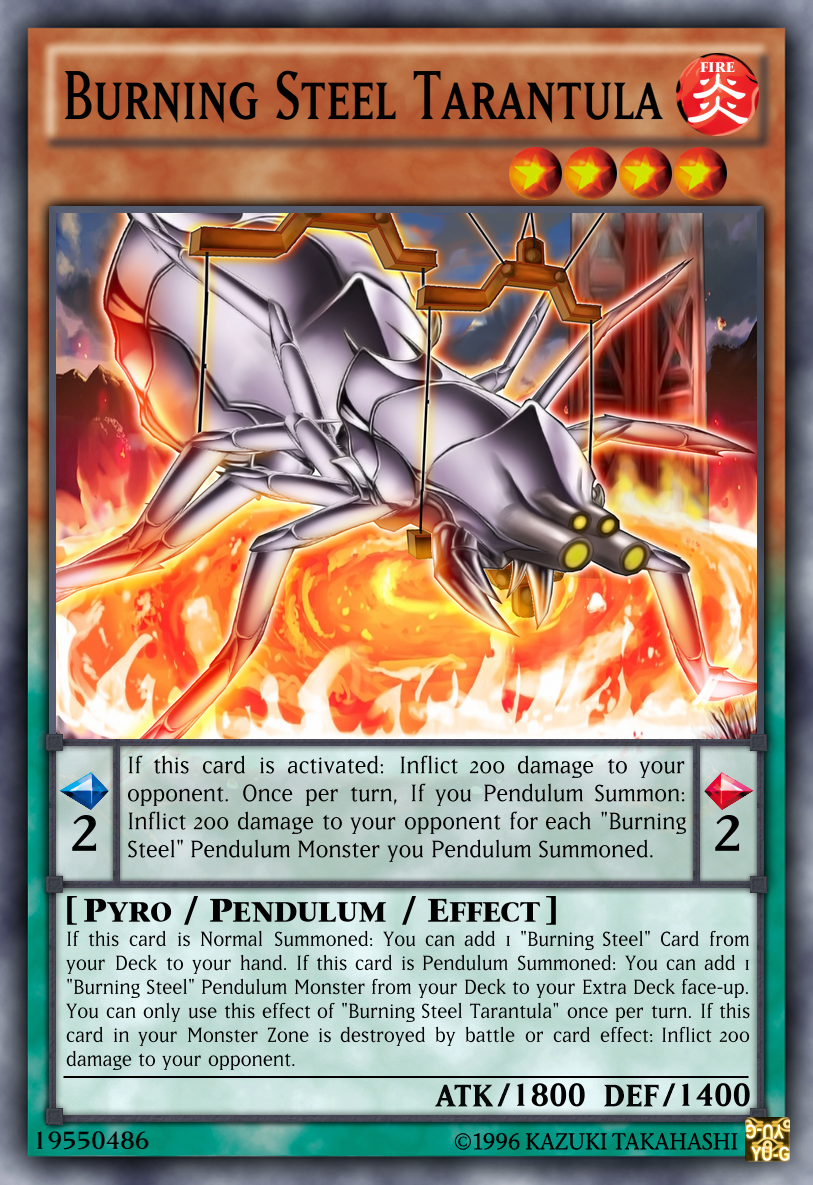 Burning Steel Tarantula
FIRE
炎
If this card is activated: Inflict 200 damage to your
opponent. Once per turn, If you Pendulum Summon:
Inflict 200 damage to your opponent for each "Burning
Steel" Pendulum Monster you Pendulum Summoned.
2
2
[ Pyro / Pendulum / Effect ]
If this card is Normal Summoned: You can add 1 "Burning Steel" Card from
your Deck to your hand. If this card is Pendulum Summoned: You can add 1
"Burning Steel" Pendulum Monster from your Deck to your Extra Deck face-up.
You can only use this effect of "Burning Steel Tarantula" once per turn. If this
card in your Monster Zone is destroyed by battle or card effect: Inflict 200
damage to your opponent.
ATK/1800 DEF/1400
19550486
©1996 KAZUKI TAKAHASHI